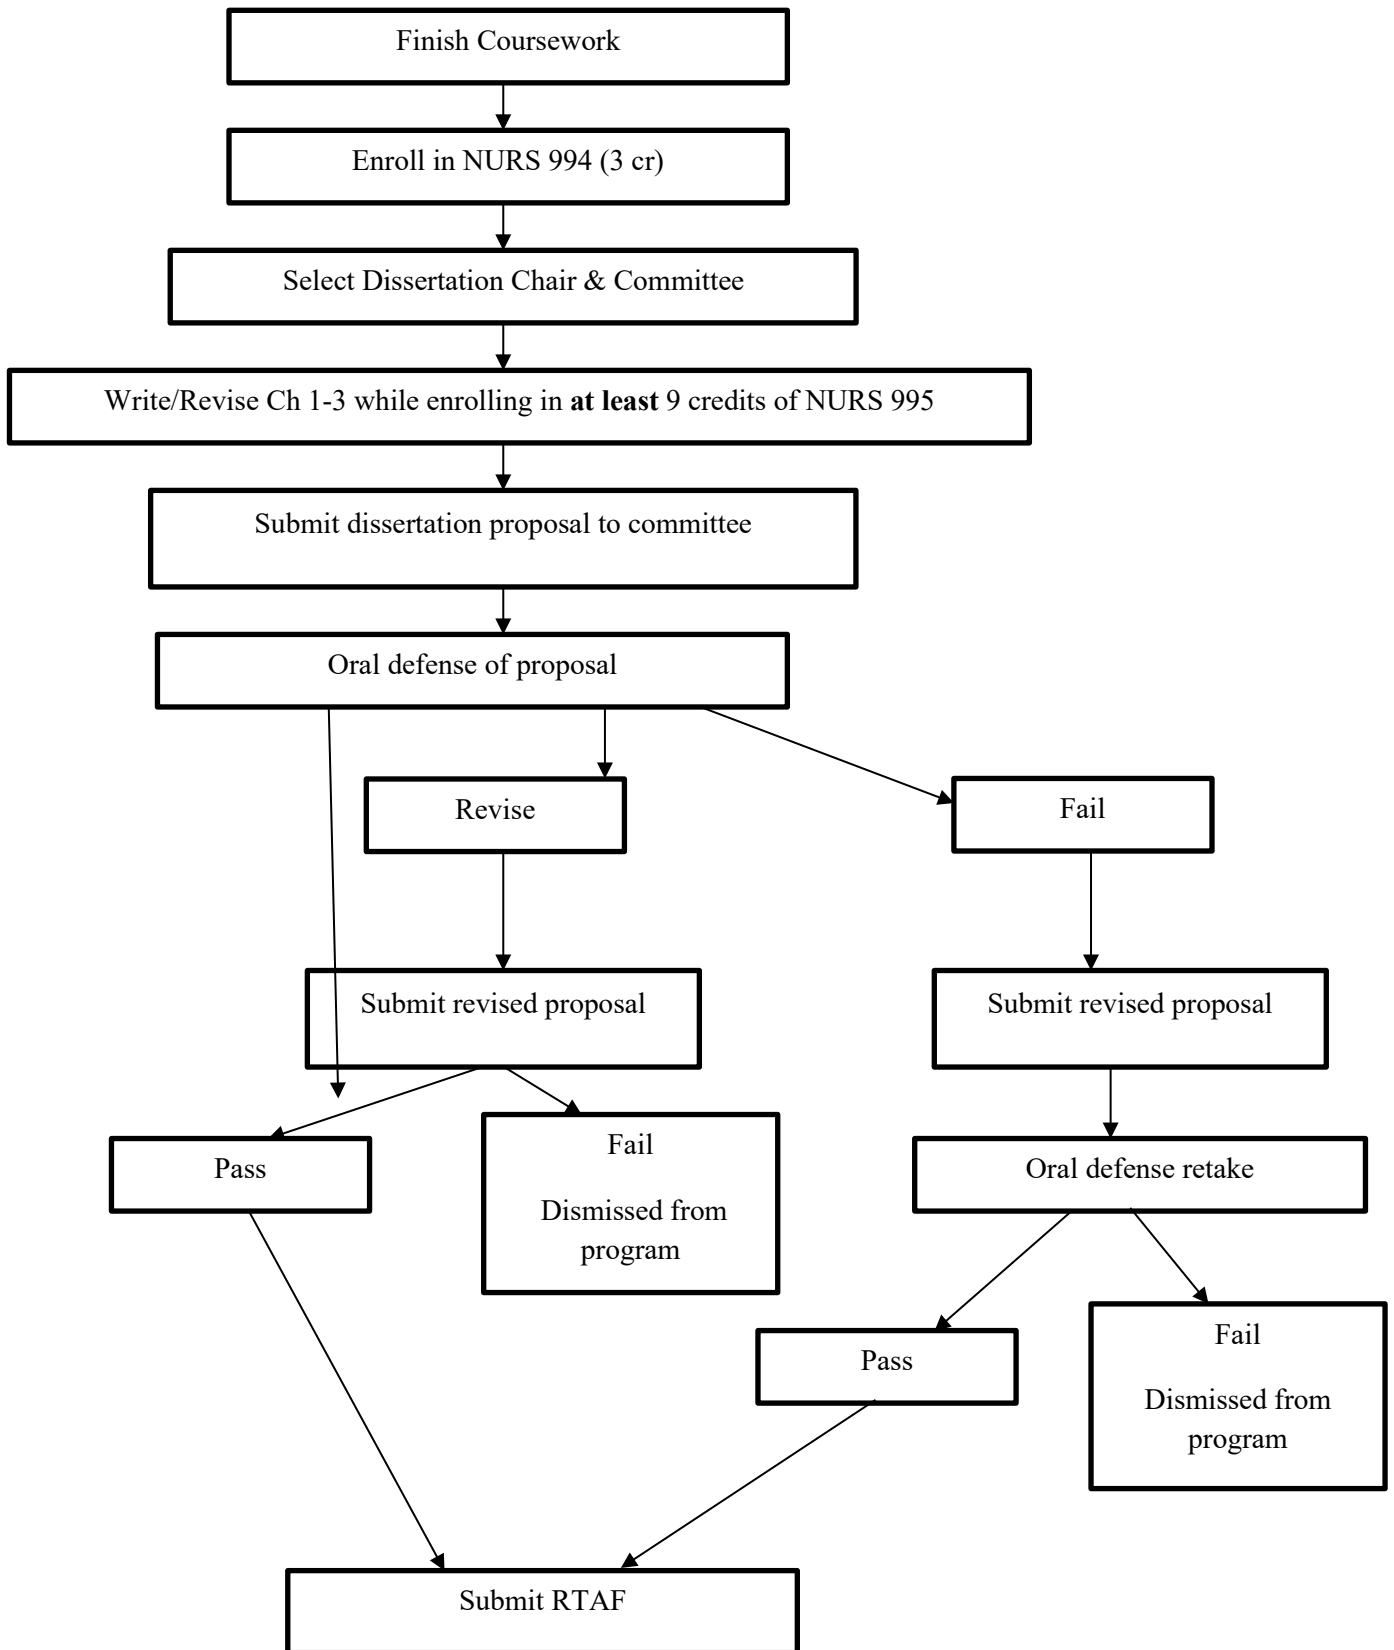 Finish Coursework
Enroll in NURS 994 (3 cr)
Select Dissertation Chair & Committee
Write/Revise Ch 1-3 while enrolling in at least 9 credits of NURS 995
Submit dissertation proposal to committee
Oral defense of proposal
Revise
Fail
Submit revised proposal
Submit revised proposal
Pass
Fail
Dismissed from
program
Oral defense retake
Pass
Fail
Dismissed from
program
Submit RTAF